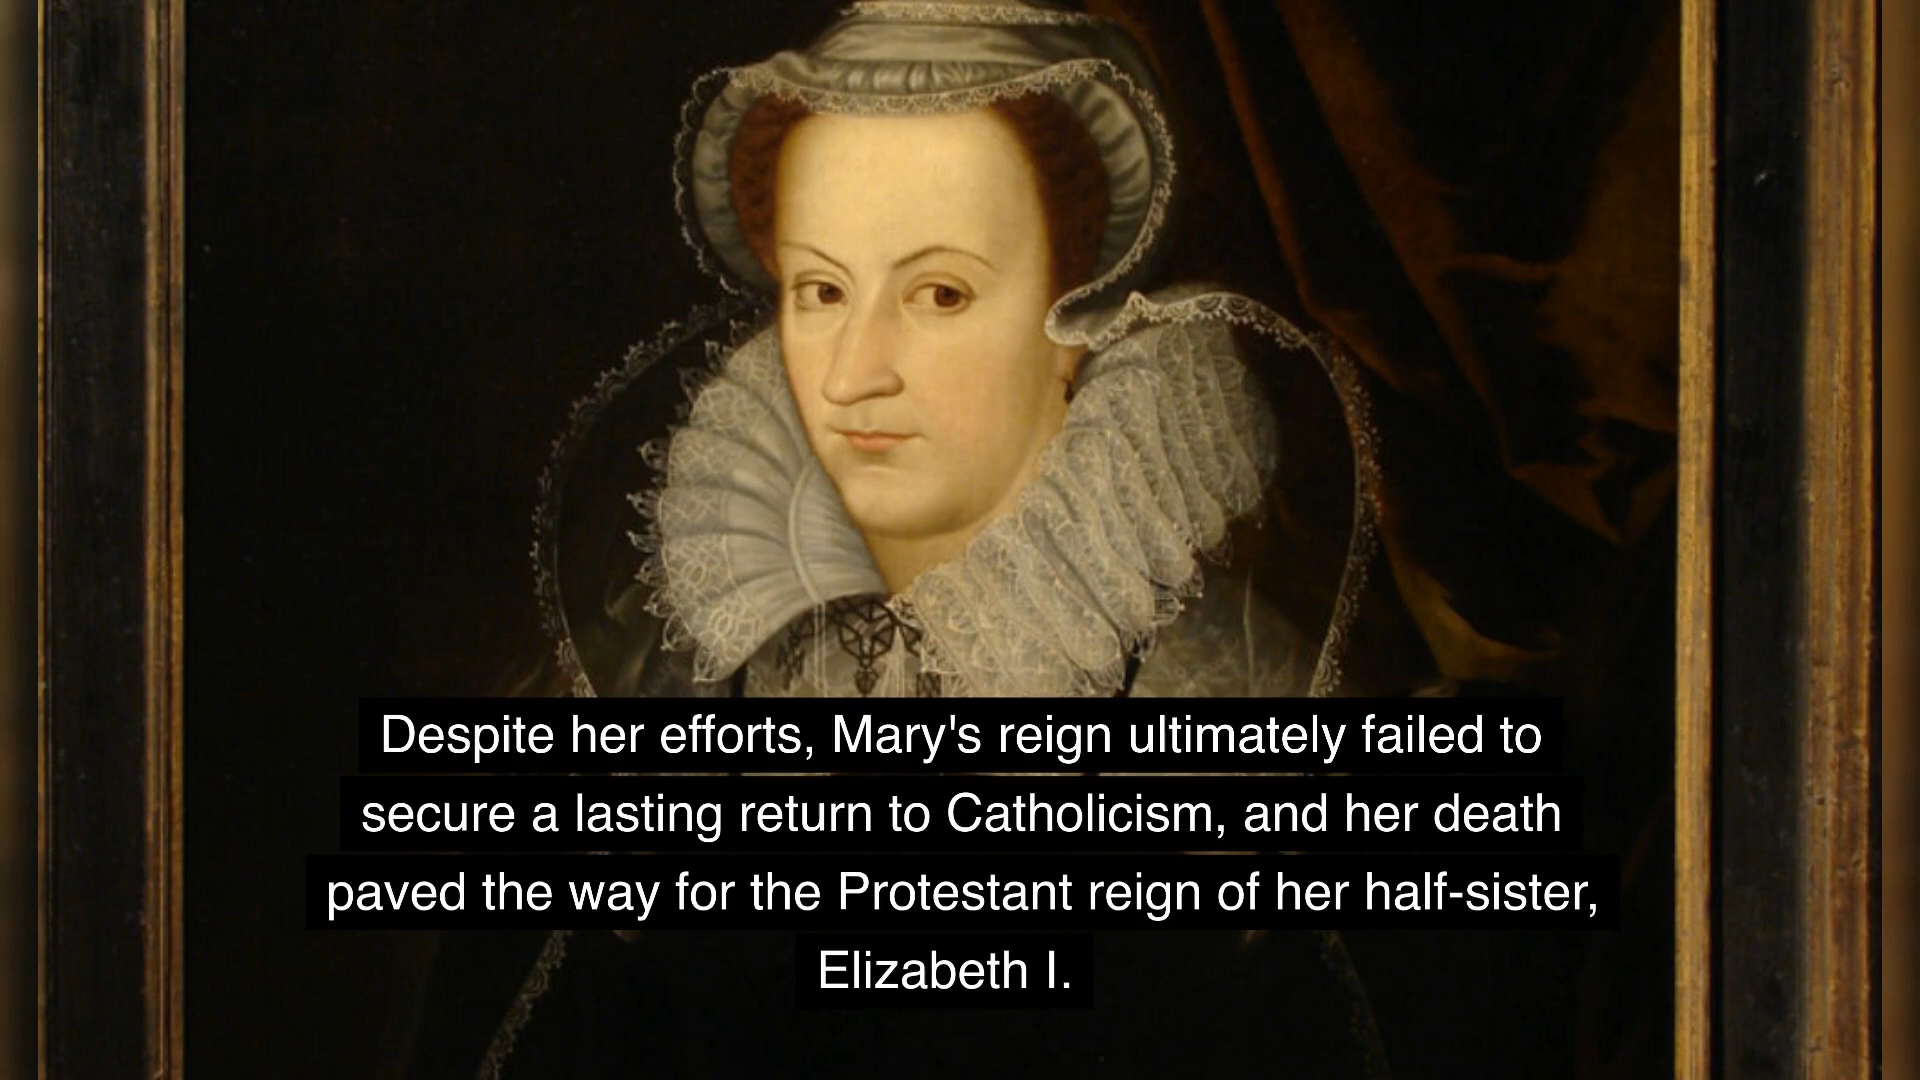 Despite her efforts, Mary's reign ultimately failed to
secure a lasting return to Catholicism, and her death
paved the way for the Protestant reign of her half-sister,
Elizabeth I.